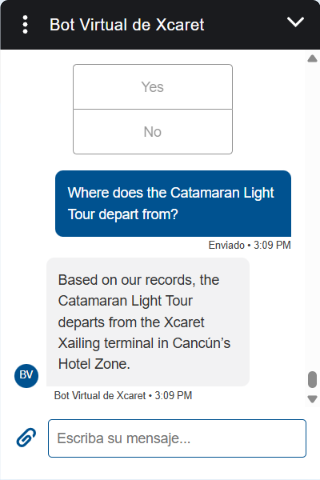 Bot Virtual de Xcaret
Yes
No
Where does the Catamaran Light
Tour depart from?
Enviado • 3:09 PM
Based on our records, the
Catamaran Light Tour
departs from the Xcaret
Xailing terminal in Cancún’s
Hotel Zone.
BV
Bot Virtual de Xcaret • 3:09 PM
Escriba su mensaje...